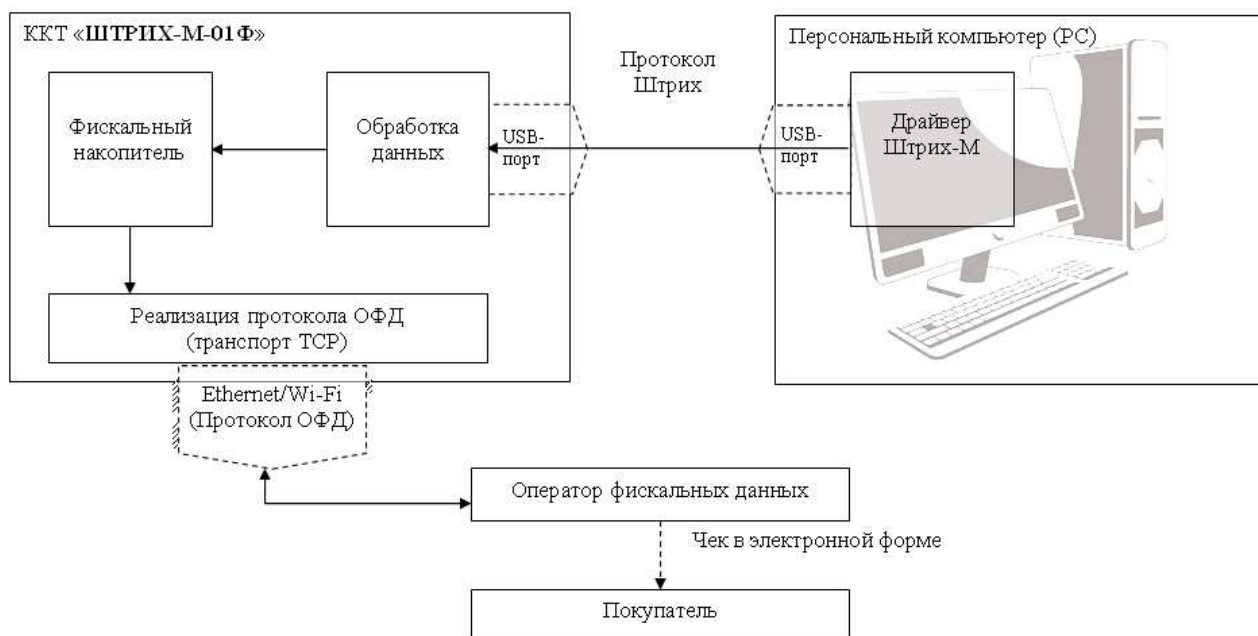 ККТ «ШТРИХ-М-01Ф»
Персональный компьютер (PC)
Протокол
Штрих
Фискальный
накопитель
Обработка
данных
USB-
порт
USB-
порт
Драйвер
Штрих-М
Реализация протокола ОФД
(транспорт TCP)
Ethernet/Wi-Fi
(Протокол ОФД)
Оператор фискальных данных
Чек в электронной форме
Покупатель